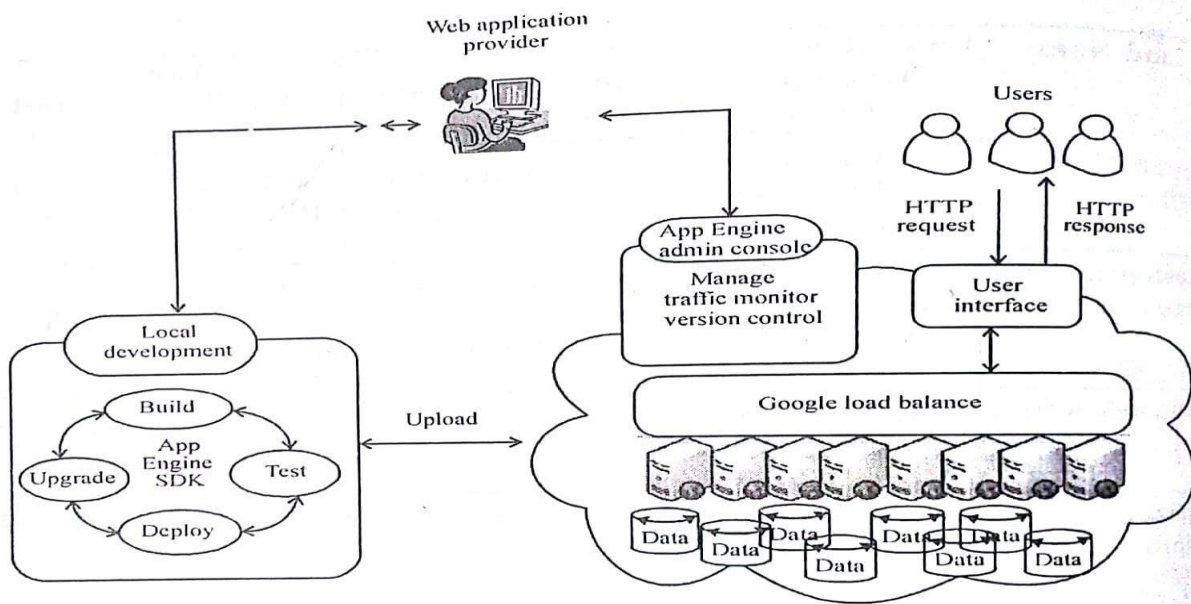 Web application
provider
Users
HTTP
request
HTTP
response
App Engine
admin console
Manage
traffic monitor
version control
User
interface
Local
development
Build
App
Engine
SDK
Upgrade
Test
Deploy
Upload
Google load balance
Data
Data
Data
Data
Data
Data
Data
Data